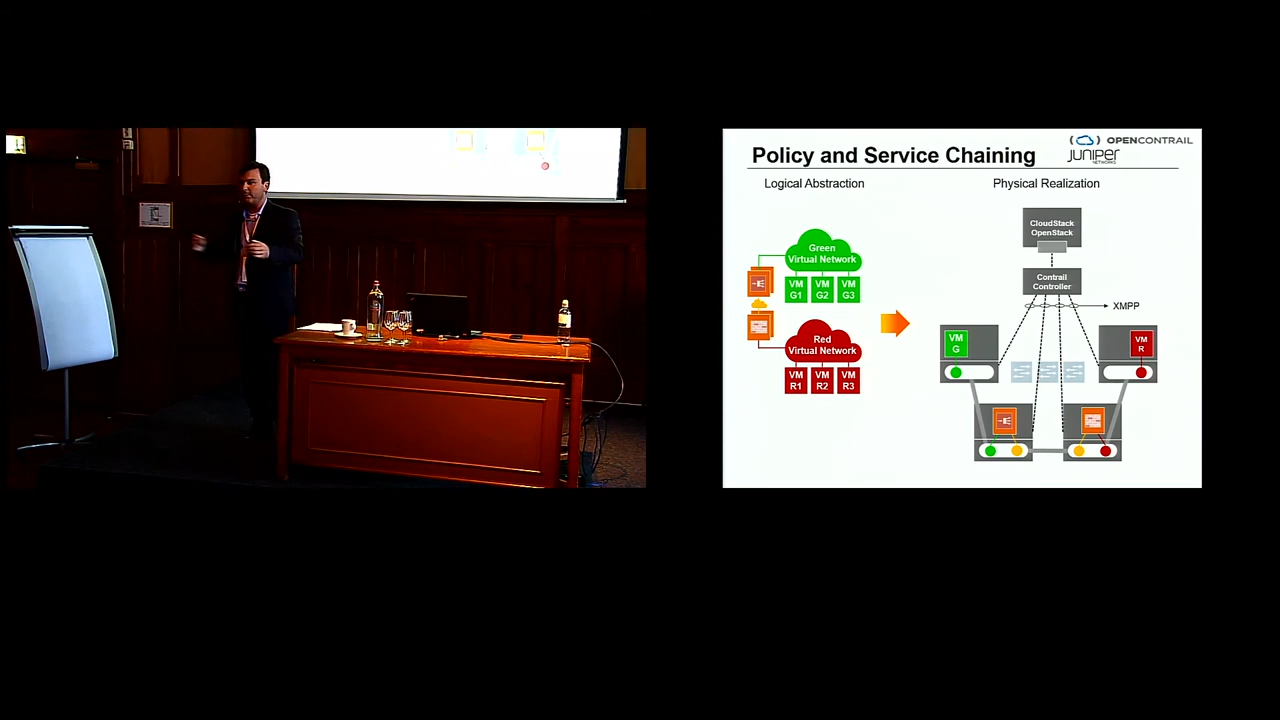 Policy and Service Chaining
OPENCONTRAIL
JUNIPER
NETWORKS
Logical Abstraction
Physical Realization
Green
Virtual Network
VM
G1
VM
G2
VM
G3
Red
Virtual Network
VM
R1
VM
R2
VM
R3
CloudStack
OpenStack
Contrail
Controller
XMPP
VM
G
VM
R